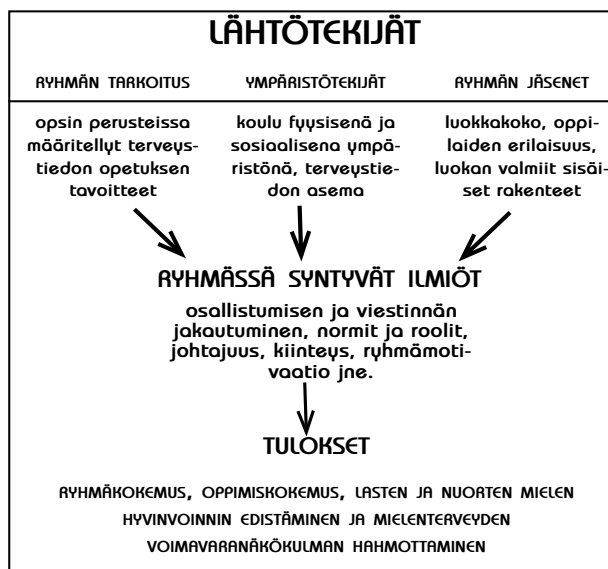 LÄHTÖTEKIJÄT
RYHMÄN TARKOITUS
YMPÄRISTÖTEKIJÄT
RYHMÄN JÄSENET
opsin perusteissa
määritellyt terveys-
tiedon opetuksen
tavoitteet
koulu fyysisenä ja
sosiaalisena ympä-
ristönä, terveystie-
don asema
luokkakoko, oppi-
laiden erilaisuus,
luokan valmiit sisäi-
set rakenteet
RYHMÄSSÄ SYNTYVÄT ILMIÖT
osallistumisen ja viestinnän
jakautuminen, normit ja roolit,
johtajuus, kiinteys, ryhmämoti-
vaatio jne.
TULOKSET
RYHMÄKOKEMUS, OPPIMISKOKEMUS, LASTEN JA NUORTEN MIELEN
HYVINVOINNIN EDISTÄMINEN JA MIELENTERVEYDEN
VOIMAVARANÄKÖKULMAN HAHMOTTAMINEN